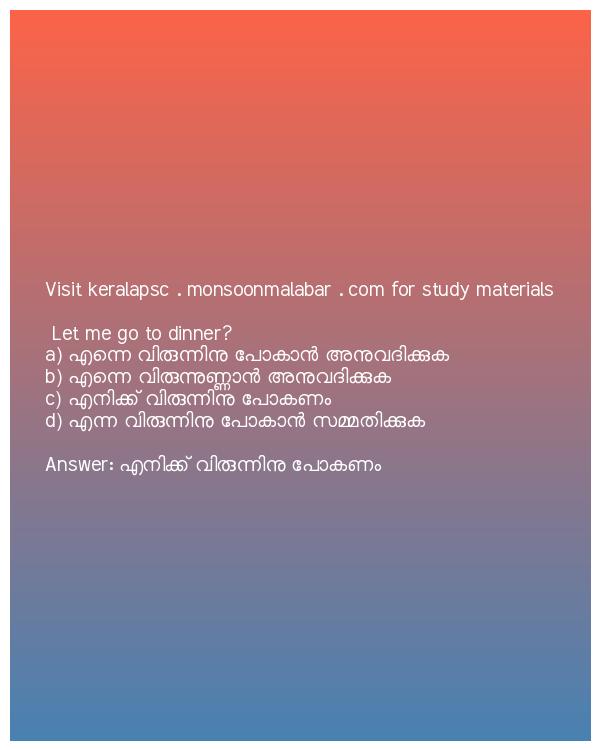 Visit keralapsc . monsoonmalabar . com for study materials
Let me go to dinner?
a) എന്നെ വിരുന്നിനു പോകാൻ അനുവദിക്കുക
b) എന്നെ വിരുന്നുണ്ണാൻ അനുവദിക്കുക
c) എനിക്ക് വിരുന്നിനു പോകണം
d) എന്ന വിരുന്നിനു പോകാൻ സമ്മതിക്കുക
Answer: എനിക്ക് വിരുന്നിനു പോകണം